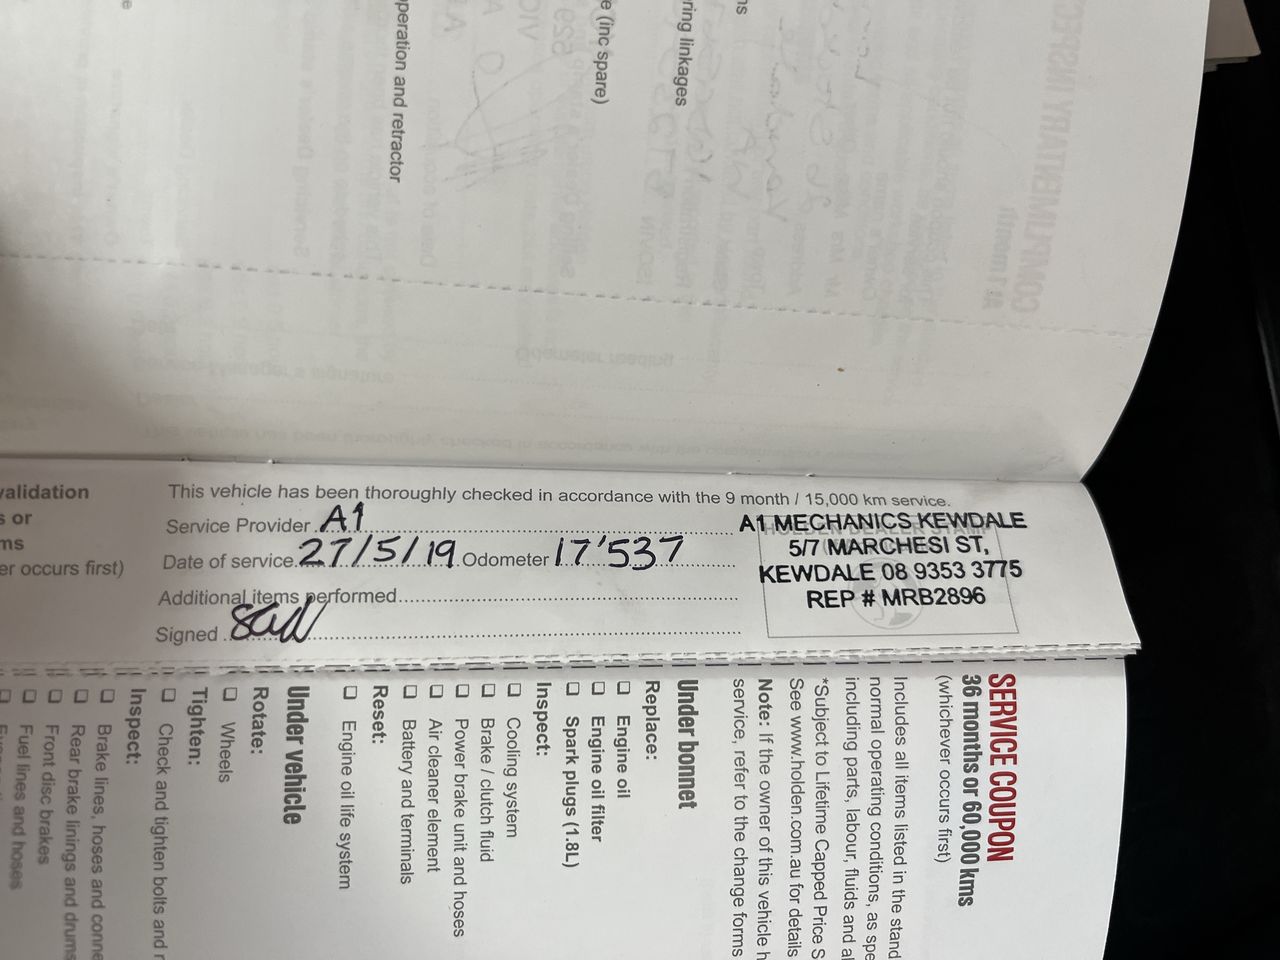 e (inc spare)
ring linkages
peration and retractor
validation
s or
ms
er occurs first)
This vehicle has been thoroughly checked in accordance with the 9 month / 15,000 km service.
Service Provider A1
Date of service 27/5/19 Odometer 17'537
Additional items performed
Signed
A1 MECHANICS KEWDALE
5/7 MARCHESI ST,
KEWDALE 08 9353 3775
REP # MRB2896
HOLDEN DEALER STAMP
SERVICE COUPON
36 months or 60,000 kms
(whichever occurs first)
Includes all items listed in the stand
normal operating conditions, as spe
including parts, labour, fluids and al
*Subject to Lifetime Capped Price S
See www.holden.com.au for details
Note: If the owner of this vehicle h
service, refer to the change forms
Under bonnet
Replace:
Engine oil
Engine oil filter
Spark plugs (1.8L)
Inspect:
Cooling system
Brake / clutch fluid
Power brake unit and hoses
Air cleaner element
Battery and terminals
Reset:
Engine oil life system
Under vehicle
Rotate:
Wheels
Tighten:
Check and tighten bolts and n
Inspect:
Brake lines, hoses and conne
Rear brake linings and drums
Front disc brakes
Fuel lines and hoses